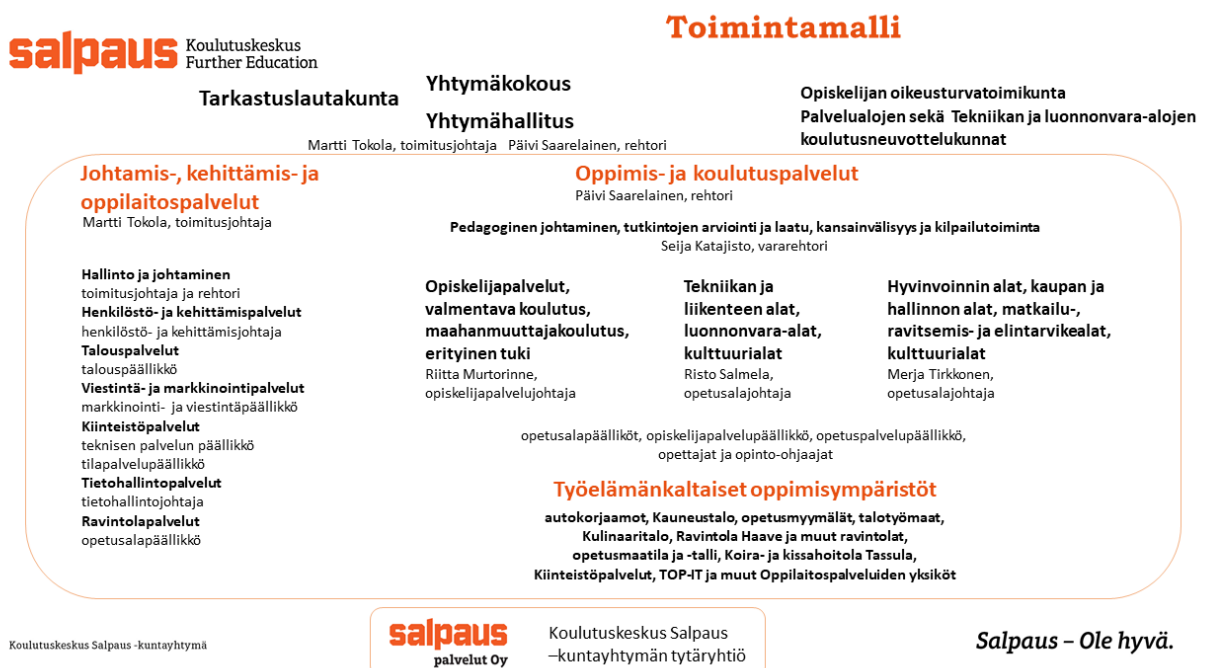 Toimintamalli
salpaus Koulutuskeskus
Further Education
Tarkastuslautakunta
Yhtymäkokous
Yhtymähallitus
Martti Tokola, toimitusjohtaja Päivi Saarelainen, rehtori
Opiskelijan oikeusturvatoimikunta
Palvelualojen sekä Tekniikan ja luonnonvara-alojen
koulutusneuvottelukunnat
Johtamis-, kehittämis- ja
oppilaitospalvelut
Martti Tokola, toimitusjohtaja
Hallinto ja johtaminen
toimitusjohtaja ja rehtori
Henkilöstö- ja kehittämispalvelut
henkilöstö- ja kehittämisjohtaja
Talouspalvelut
talouspäällikkö
Viestintä- ja markkinointipalvelut
markkinointi- ja viestintäpäällikkö
Kiinteistöpalvelut
teknisen palvelun päällikkö
tilapalvelupäällikkö
Tietohallintopalvelut
tietohallintojohtaja
Ravintolapalvelut
opetusalapäällikkö
Oppimis- ja koulutuspalvelut
Päivi Saarelainen, rehtori
Pedagoginen johtaminen, tutkintojen arviointi ja laatu, kansainvälisyys ja kilpailutoiminta
Seija Katajisto, vararehtori
Opiskelijapalvelut,
valmentava koulutus,
maahanmuuttajakoulutus,
erityinen tuki
Riitta Murtorinne,
opiskelijapalvelujohtaja
Tekniikan ja
liikenteen alat,
luonnonvara-alat,
kulttuurialat
Risto Salmela,
opetusalajohtaja
Hyvinvoinnin alat, kaupan ja
hallinnon alat, matkailu-,
ravitsemis- ja elintarvikealat,
kulttuurialat
Merja Tirkkonen,
opetusalajohtaja
opetusalapäälliköt, opiskelijapalvelupäällikkö, opetuspalvelupäällikkö,
opettajat ja opinto-ohjaajat
Työelämänkaltaiset oppimisympäristöt
autokorjaamot, Kauneustalo, opetusmyymälät, talotyömaat,
Kulinaaritalo, Ravintola Haave ja muut ravintolat,
opetusmaatila ja -talli, Koira- ja kissahoitola Tassula,
Kiinteistöpalvelut, TOP-IT ja muut Oppilaitospalveluiden yksiköt
Koulutuskeskus Salpaus -kuntayhtymä
salpaus
palvelut Oy
Koulutuskeskus Salpaus
–kuntayhtymän tytäryhtiö
Salpaus – Ole hyvä.